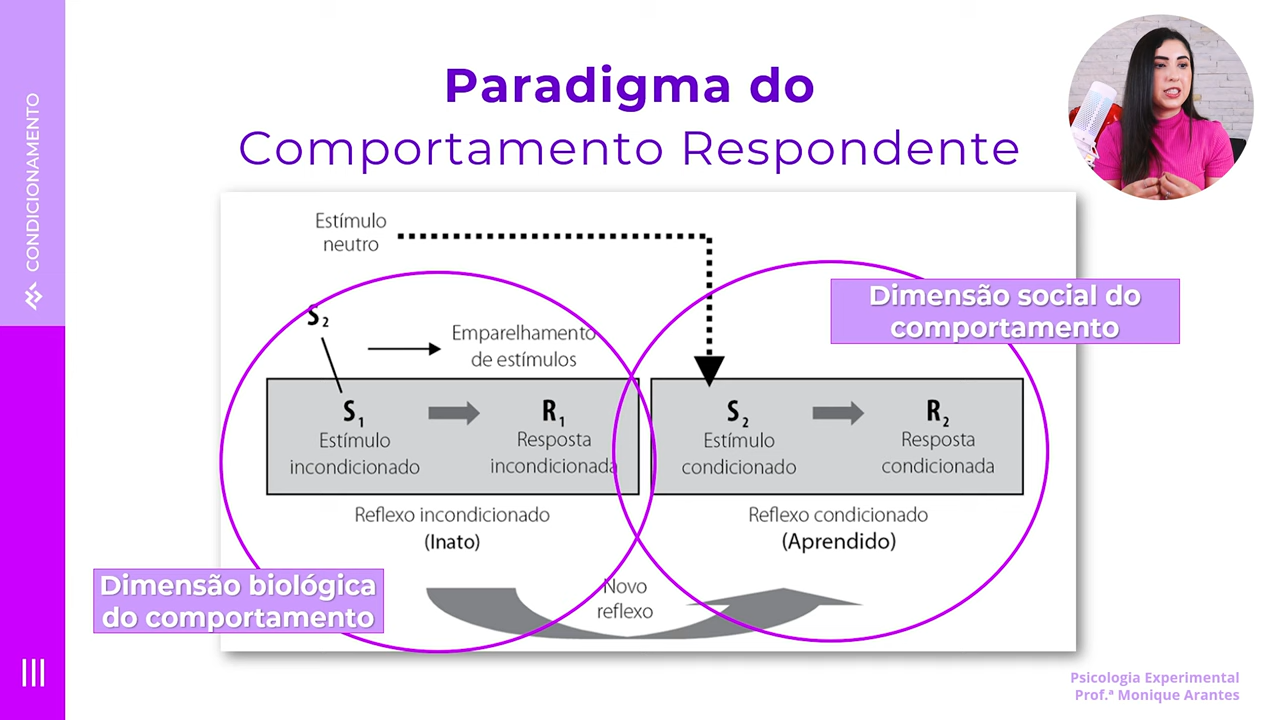 CONDICIONAMENTO
Paradigma do
Comportamento Respondente
Estímulo
neutro
S2
Emparelhamento
de estímulos
Dimensão social do
comportamento
S1
Estímulo
incondicionado
R1
Resposta
incondicionada
S2
Estímulo
condicionado
R2
Resposta
condicionada
Reflexo incondicionado
(Inato)
Reflexo condicionado
(Aprendido)
Dimensão biológica
do comportamento
Novo
reflexo
Psicologia Experimental
Prof.ª Monique Arantes